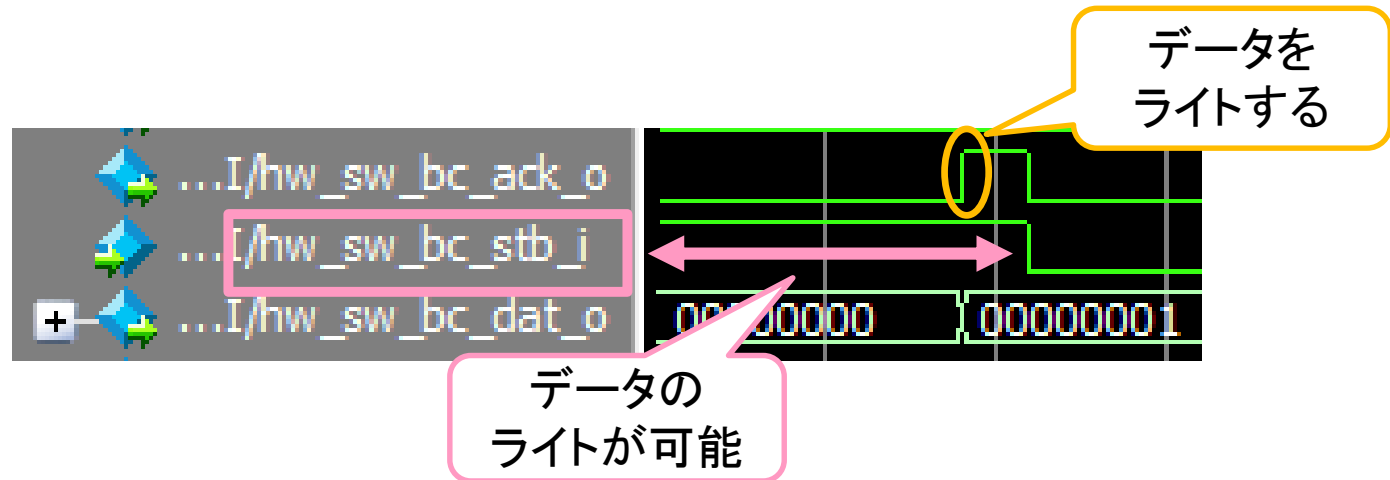 データを
ライトする
...I/hw_sw_bc_ack_o
...I/hw_sw_bc_stb_i
...I/hw_sw_bc_dat_o 00000000 00000001
データの
ライトが可能